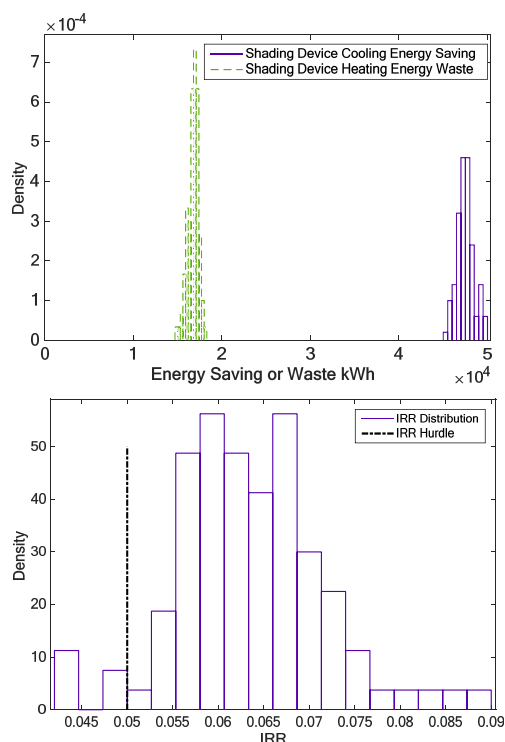 ×10⁻⁴
Shading Device Cooling Energy Saving
Shading Device Heating Energy Waste
7
6
5
4
3
2
1
0
Density
0 1 2 3 4 5
Energy Saving or Waste kWh
×10⁴
IRR Distribution
IRR Hurdle
50
40
30
20
10
0
Density
0.045 0.05 0.055 0.06 0.065 0.07 0.075 0.08 0.085 0.09
IRR